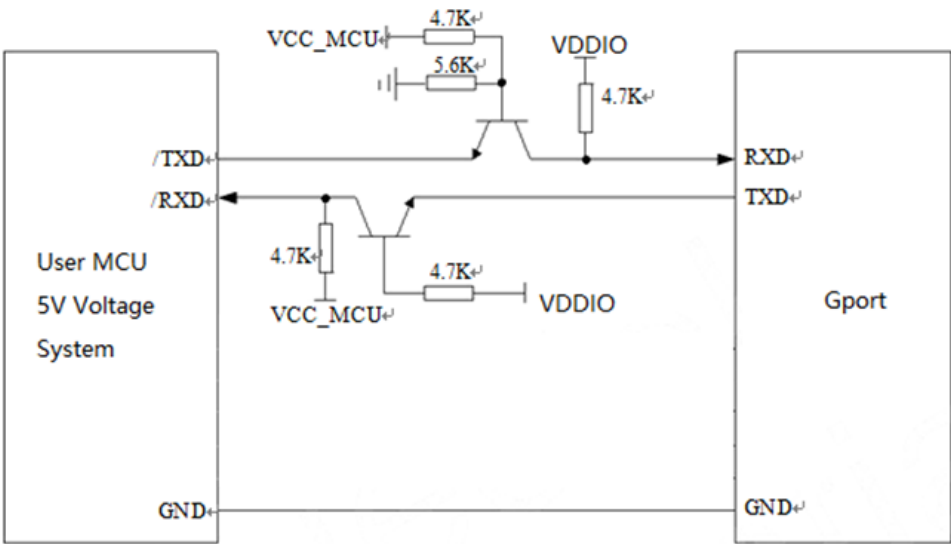 4.7K↵
VCC_MCU↵
VDDIO
5.6K↵
4.7K↵
/TXD↵
RXD↵
/RXD↵
TXD↵
4.7K↵
4.7K↵
VCC_MCU↵
VDDIO
User MCU
5V Voltage
System
Gport
GND↵
GND↵